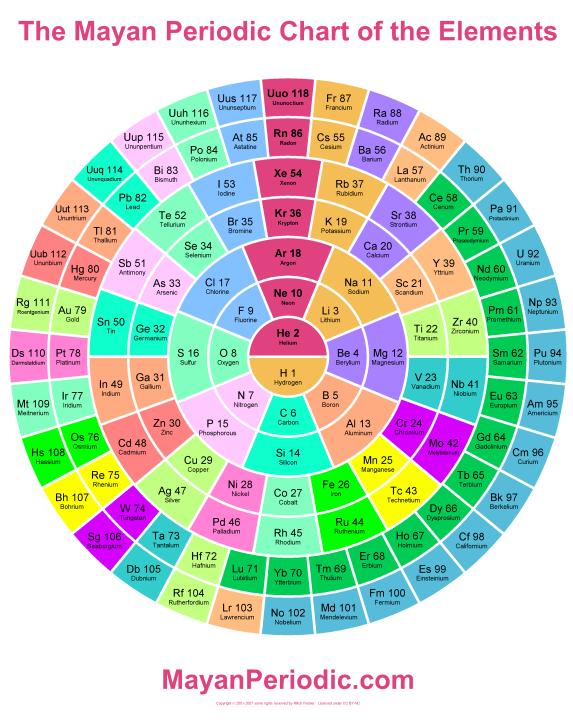 The Mayan Periodic Chart of the Elements
Uuo 118
Ununoctium
Fr 87
Francium
Ra 88
Radium
Ac 89
Actinium
Th 90
Thorium
Pa 91
Protactinium
U 92
Uranium
Np 93
Neptunium
Pu 94
Plutonium
Am 95
Americium
Cm 96
Curium
Bk 97
Berkelium
Cf 98
Californium
Es 99
Einsteinium
Fm 100
Fermium
Md 101
Mendelevium
No 102
Nobelium
Lr 103
Lawrencium
Rf 104
Rutherfordium
Db 105
Dubnium
Sg 106
Seaborgium
Bh 107
Bohrium
Hs 108
Hassium
Mt 109
Meitnerium
Ds 110
Darmstadtium
Rg 111
Roentgenium
Uub 112
Ununbium
Uut 113
Ununtrium
Uuq 114
Ununquadium
Uup 115
Ununpentium
Uuh 116
Ununhexium
Uus 117
Ununseptium
Rn 86
Radon
Cs 55
Cesium
Ba 56
Barium
La 57
Lanthanum
Ce 58
Pr 59
Nd 60
Neodymium
Pm 61
Promethium
Sm 62
Samarium
Eu 63
Europium
Gd 64
Gadolinium
Tb 65
Terbium
Dy 66
Dysprosium
Ho 67
Holmium
Er 68
Erbium
Tm 69
Thulium
Yb 70
Ytterbium
Lu 71
Lutetium
Hf 72
Hafnium
Ta 73
Tantalum
W 74
Tungsten
Re 75
Rhenium
Os 76
Osmium
Ir 77
Iridium
Pt 78
Platinum
Au 79
Gold
Hg 80
Mercury
Tl 81
Thallium
Pb 82
Lead
Bi 83
Bismuth
Po 84
Polonium
At 85
Astatine
Xe 54
Xenon
Rb 37
Rubidium
Sr 38
Strontium
Y 39
Yttrium
Zr 40
Zirconium
Nb 41
Niobium
Mo 42
Molybdenum
Tc 43
Technetium
Ru 44
Ruthenium
Rh 45
Rhodium
Pd 46
Palladium
Ag 47
Silver
Cd 48
Cadmium
In 49
Indium
Sn 50
Tin
Sb 51
Antimony
Te 52
Tellurium
I 53
Iodine
Kr 36
Krypton
K 19
Potassium
Ca 20
Calcium
Sc 21
Scandium
Ti 22
Titanium
V 23
Vanadium
Cr 24
Chromium
Mn 25
Manganese
Fe 26
Iron
Co 27
Cobalt
Ni 28
Nickel
Cu 29
Copper
Zn 30
Zinc
Ga 31
Gallium
Ge 32
Germanium
As 33
Arsenic
Se 34
Selenium
Br 35
Bromine
Ar 18
Argon
Na 11
Sodium
Mg 12
Magnesium
Al 13
Aluminum
Si 14
Silicon
P 15
Phosphorous
S 16
Sulfur
Cl 17
Chlorine
Ne 10
Neon
Li 3
Lithium
Be 4
Berylium
B 5
Boron
C 6
Carbon
N 7
Nitrogen
O 8
Oxygen
F 9
Fluorine
He 2
Helium
H 1
Hydrogen
MayanPeriodic.com